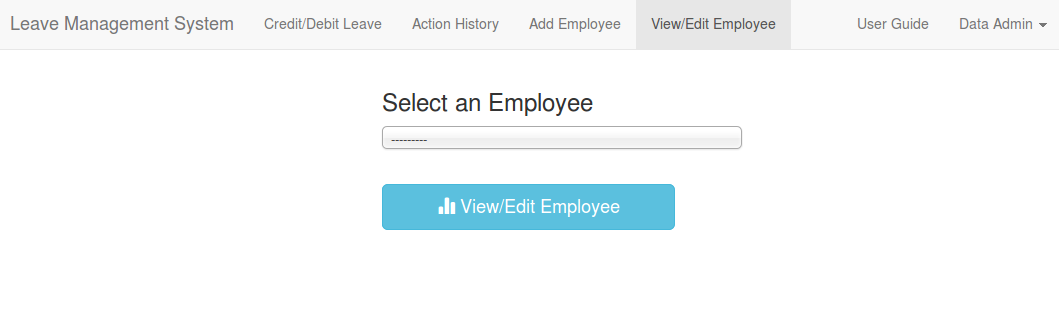 Leave Management System Credit/Debit Leave Action History Add Employee View/Edit Employee User Guide Data Admin
Select an Employee
---------
View/Edit Employee